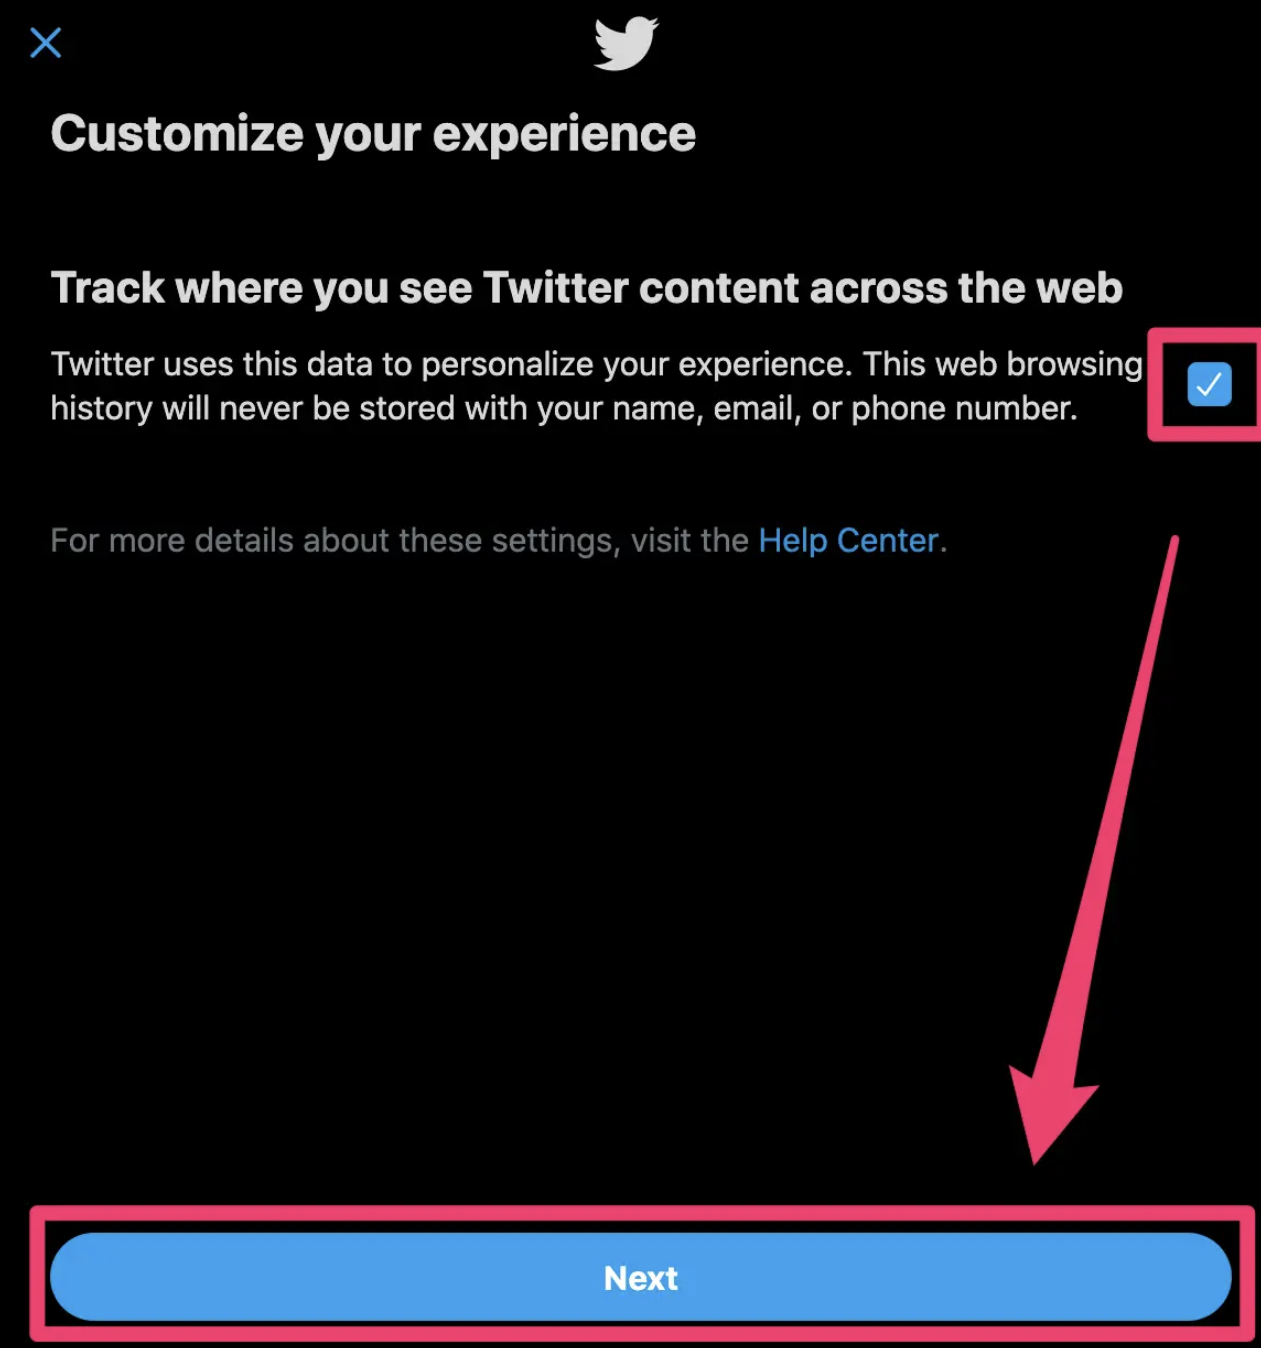 Customize your experience
Track where you see Twitter content across the web
Twitter uses this data to personalize your experience. This web browsing
history will never be stored with your name, email, or phone number.
For more details about these settings, visit the Help Center.
Next